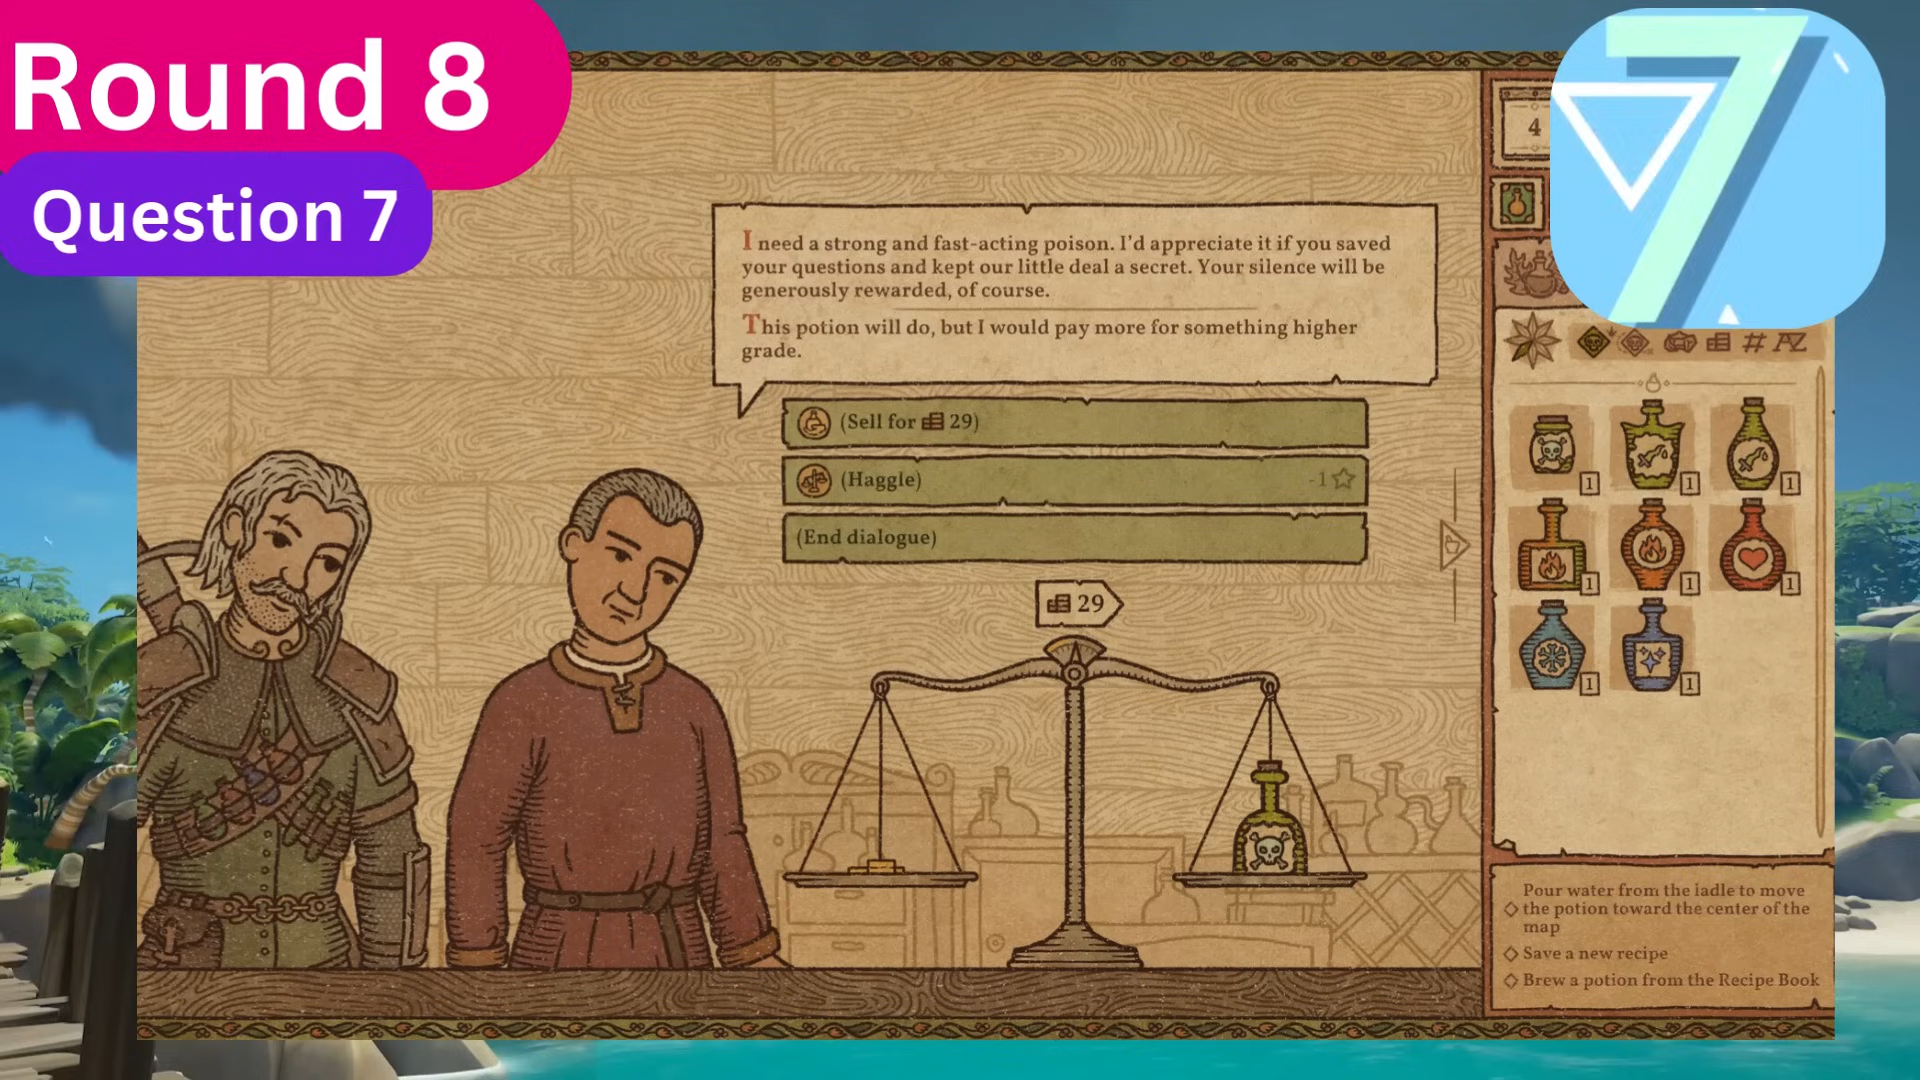 Round 8
Question 7
7
4
I need a strong and fast-acting poison. I'd appreciate it if you saved
your questions and kept our little deal a secret. Your silence will be
generously rewarded, of course.
This potion will do, but I would pay more for something higher
grade.
(Sell for 29)
(Haggle) -1
(End dialogue)
29
# AZ
1 1 1
1 1 1
1 1
Pour water from the ladle to move
the potion toward the center of the
map
Save a new recipe
Brew a potion from the Recipe Book